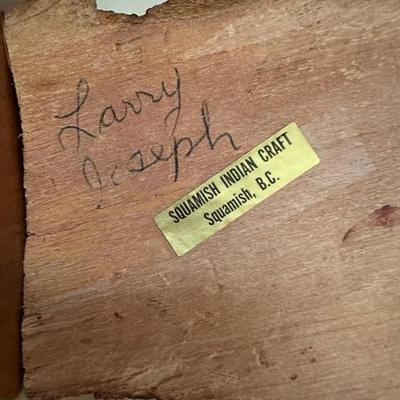 Larry
Joseph
SQUAMISH INDIAN CRAFT
Squamish, B.C.